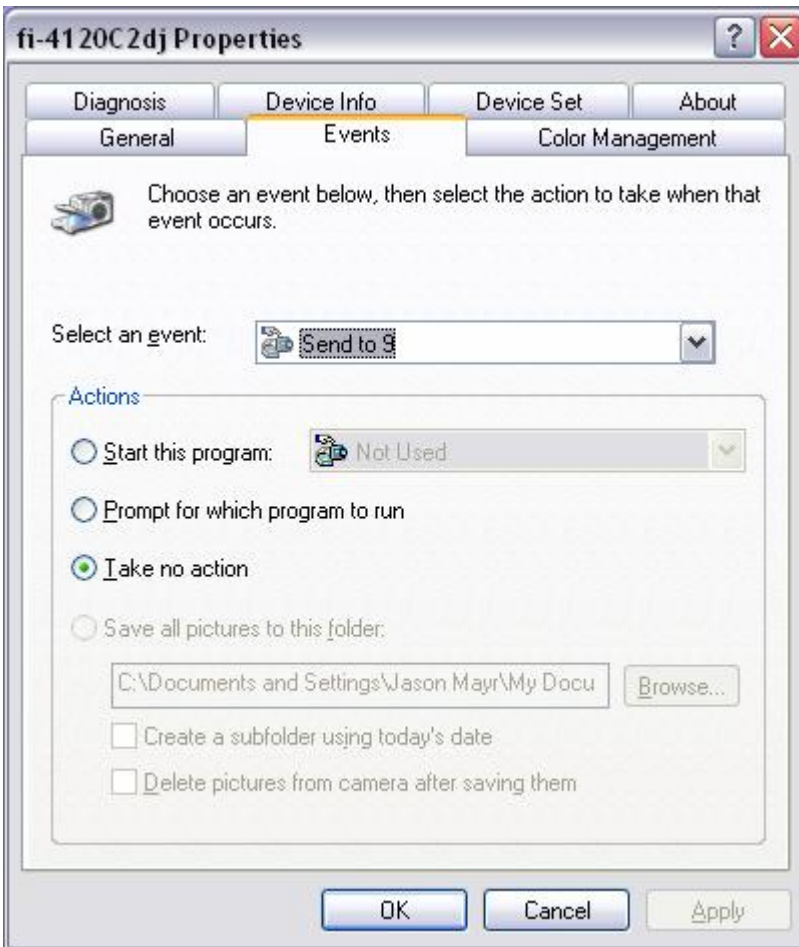 fi-4120C2dj Properties
Diagnosis Device Info Device Set About
General Events Color Management
Choose an event below, then select the action to take when that
event occurs.
Select an event: Send to 9
Actions
Start this program: Not Used
Prompt for which program to run
Take no action
Save all pictures to this folder:
C:\Documents and Settings\Jason Mayr\My Docu Browse...
Create a subfolder using today's date
Delete pictures from camera after saving them
OK Cancel Apply